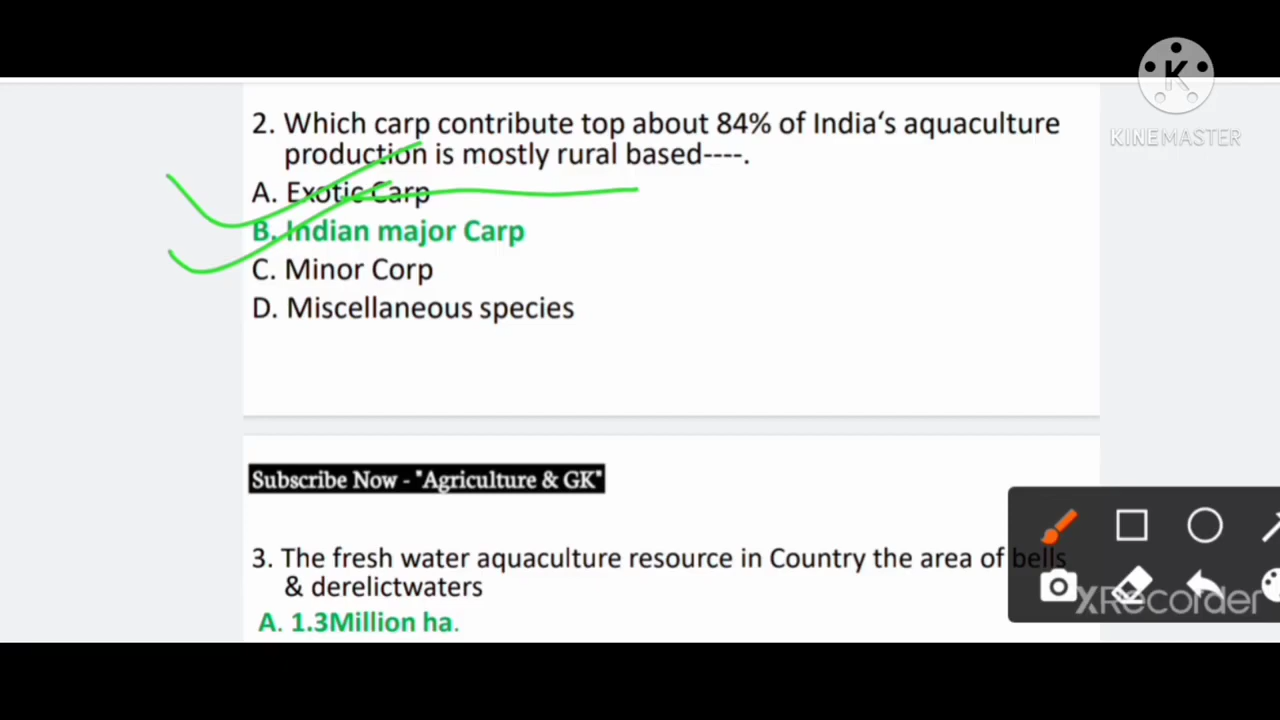 K
KINEMASTER
2. Which carp contribute top about 84% of India‘s aquaculture
production is mostly rural based----.
A. Exotic Carp
B. Indian major Carp
C. Minor Corp
D. Miscellaneous species
Subscribe Now - "Agriculture & GK"
3. The fresh water aquaculture resource in Country the area of bells
& derelictwaters
A. 1.3Million ha.
XRecorder